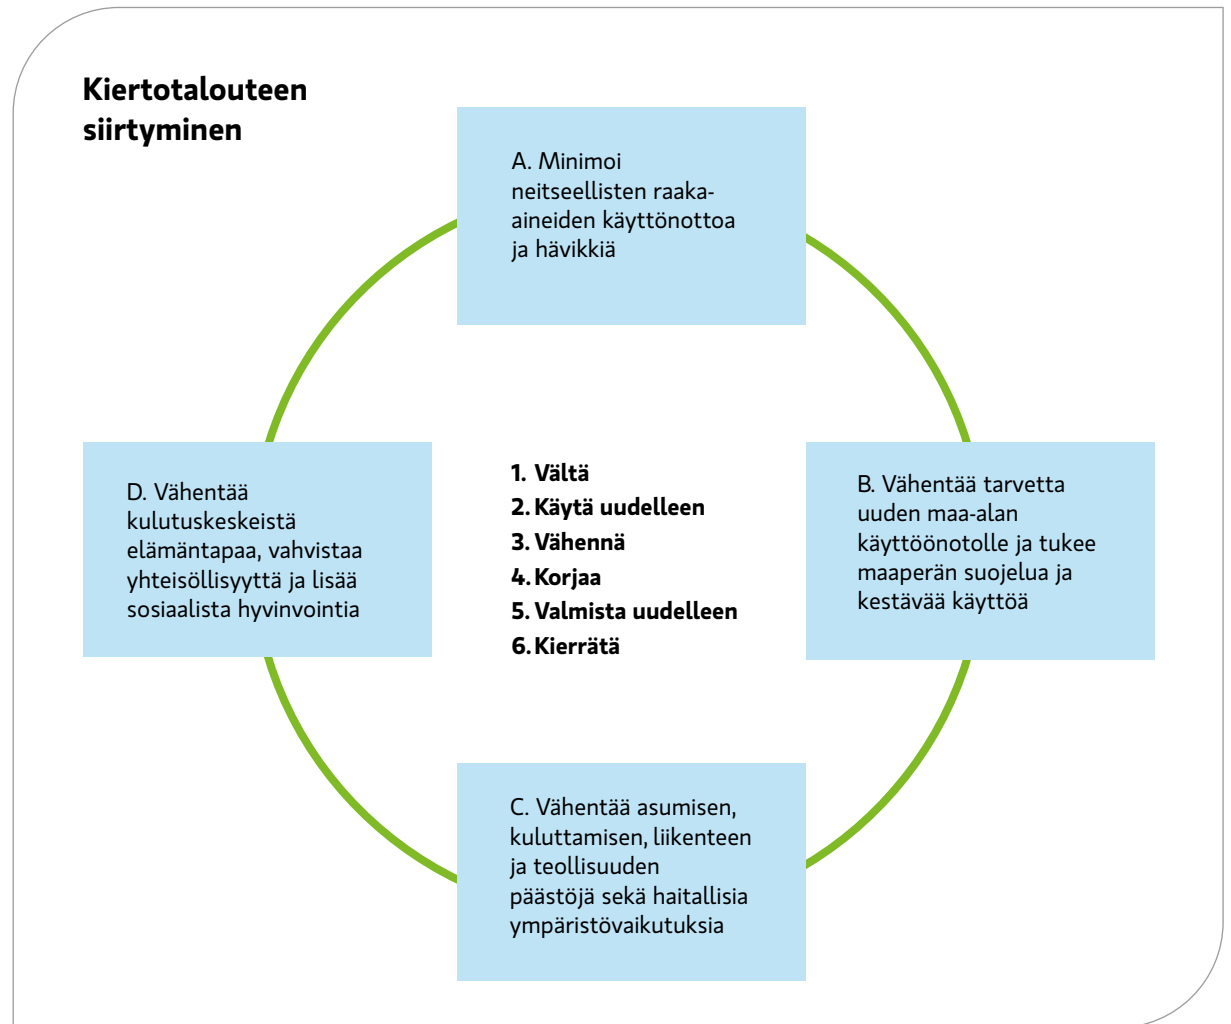 Kiertotalouteen
siirtyminen
A. Minimoi
neitseellisten raaka-
aineiden käyttönottoa
ja hävikkiä
D. Vähentää
kulutuskeskeistä
elämäntapaa, vahvistaa
yhteisöllisyyttä ja lisää
sosiaalista hyvinvointia
1. Vältä
2. Käytä uudelleen
3. Vähennä
4. Korjaa
5. Valmista uudelleen
6. Kierrätä
B. Vähentää tarvetta
uuden maa-alan
käyttöönotolle ja tukee
maaperän suojelua ja
kestävää käyttöä
C. Vähentää asumisen,
kuluttamisen, liikenteen
ja teollisuuden
päästöjä sekä haitallisia
ympäristövaikutuksia